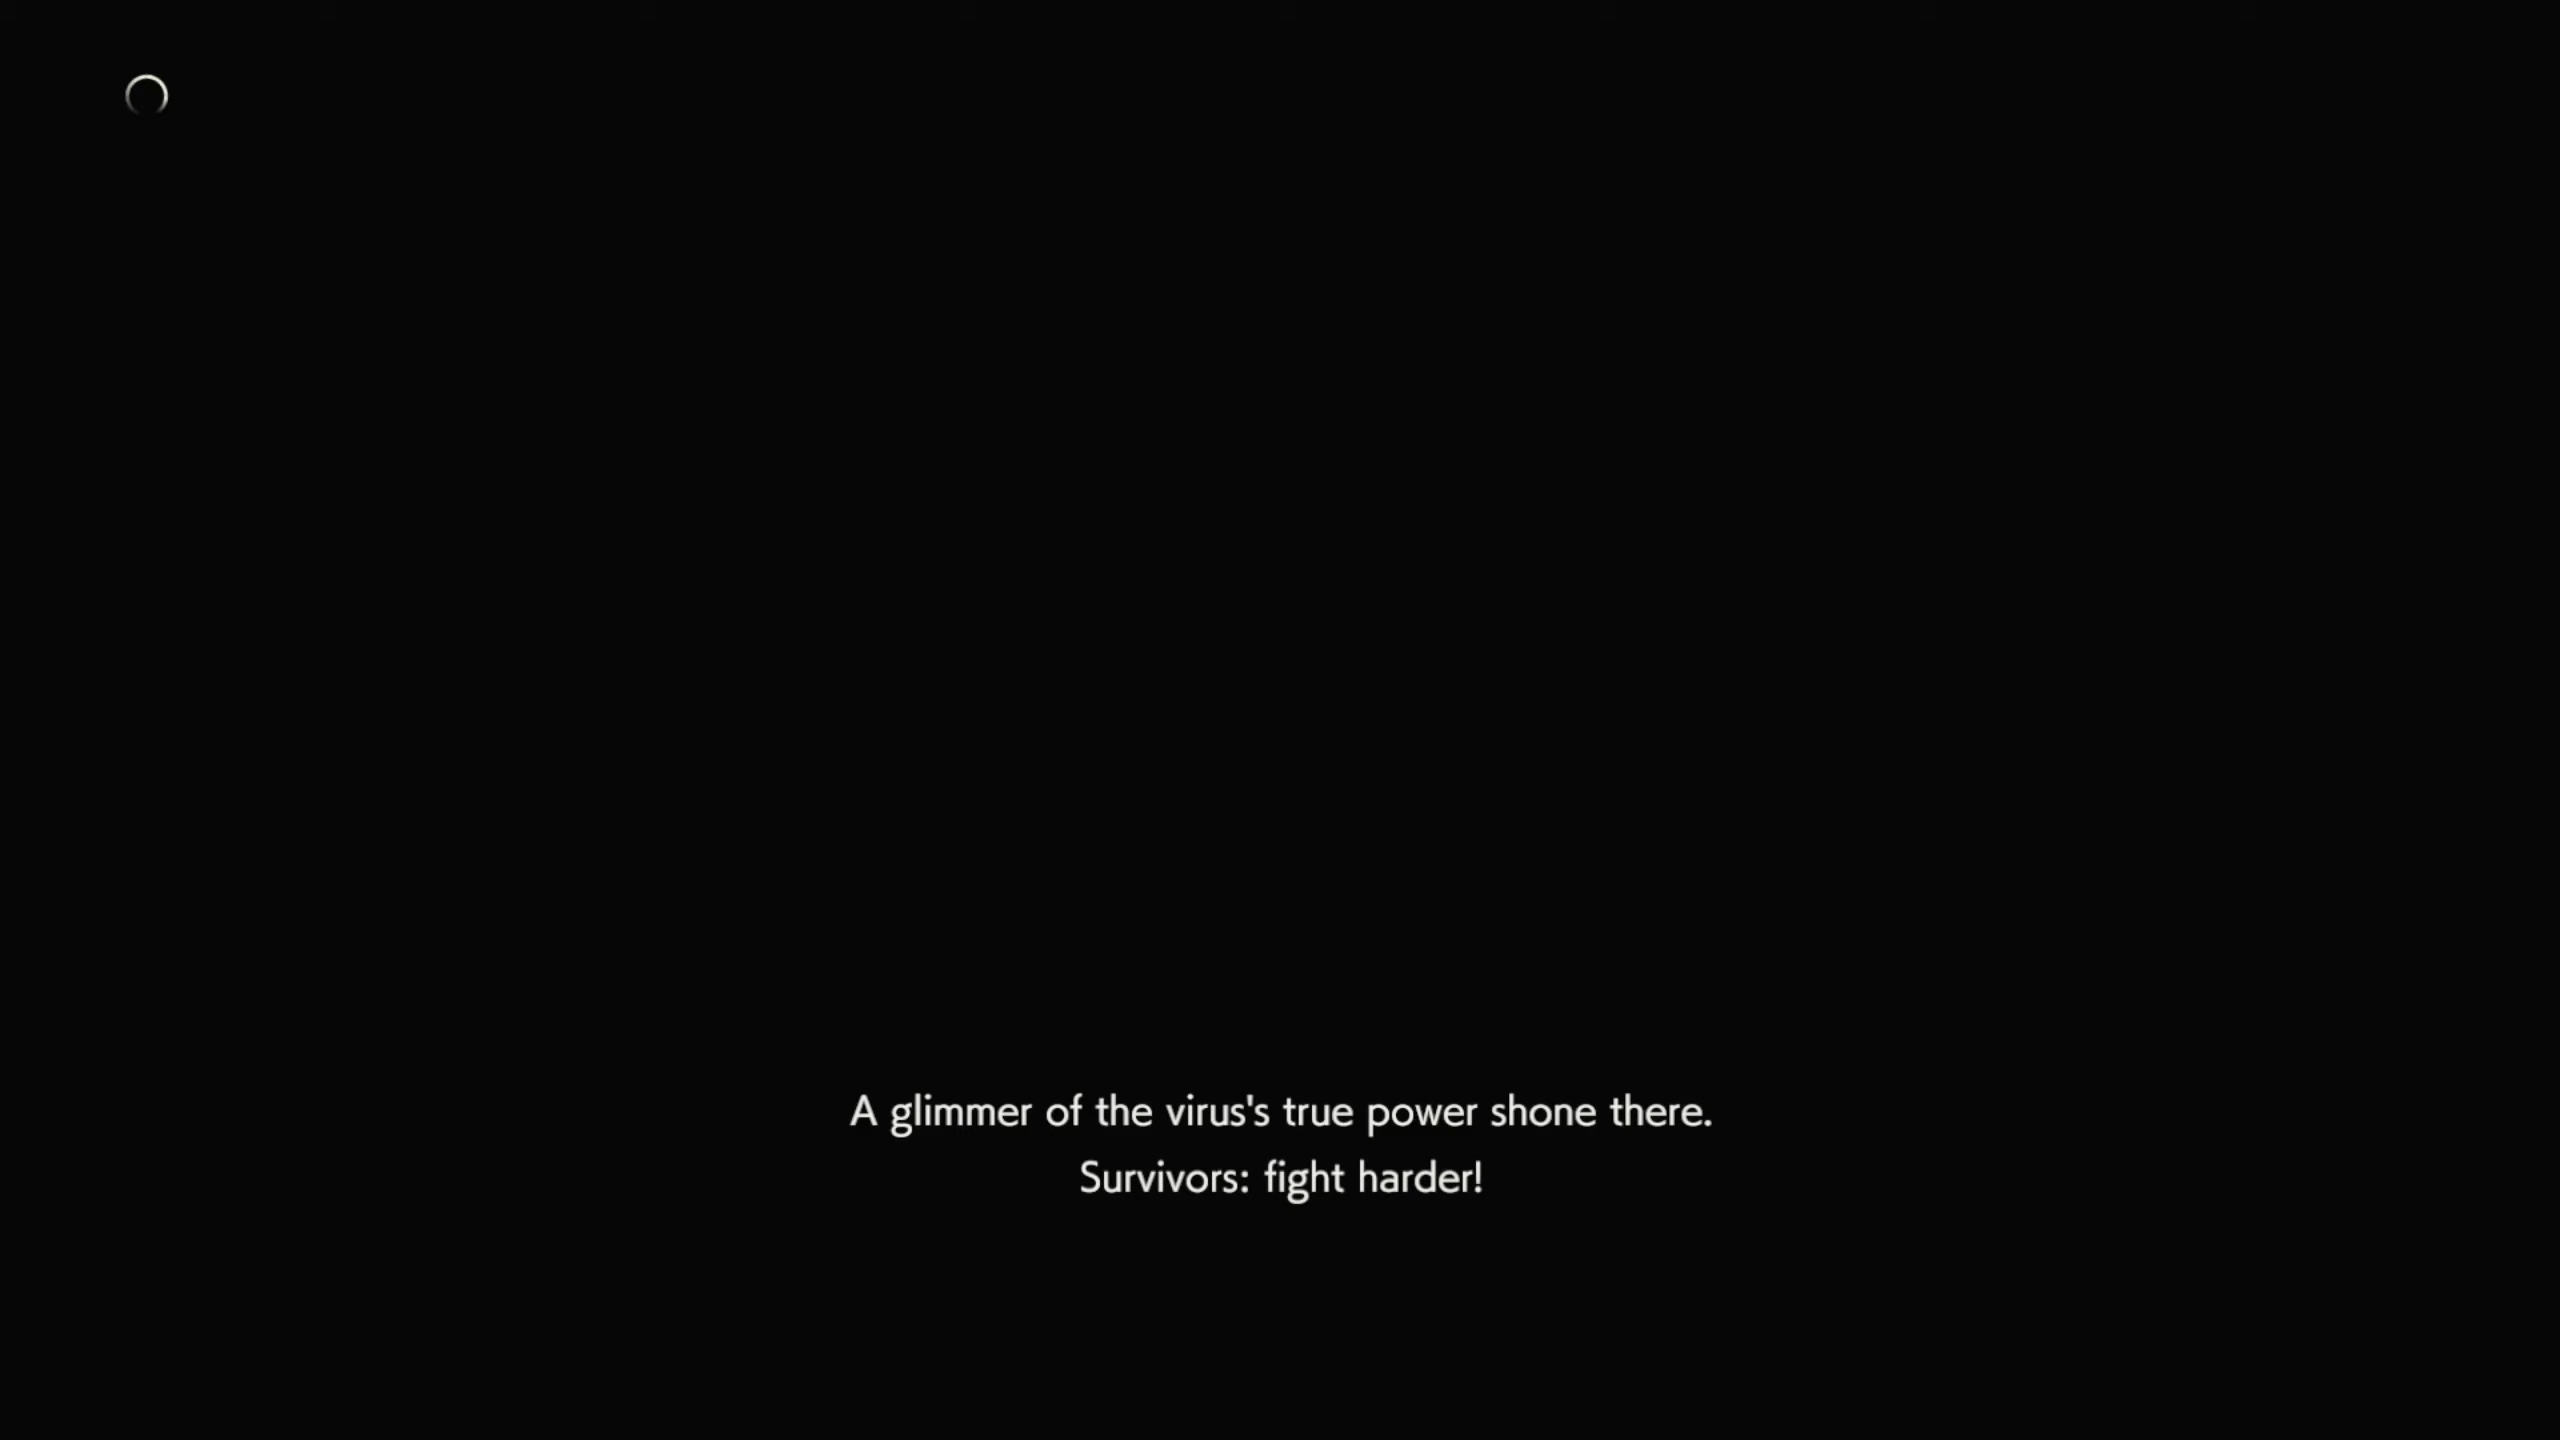 A glimmer of the virus's true power shone there.
Survivors: fight harder!